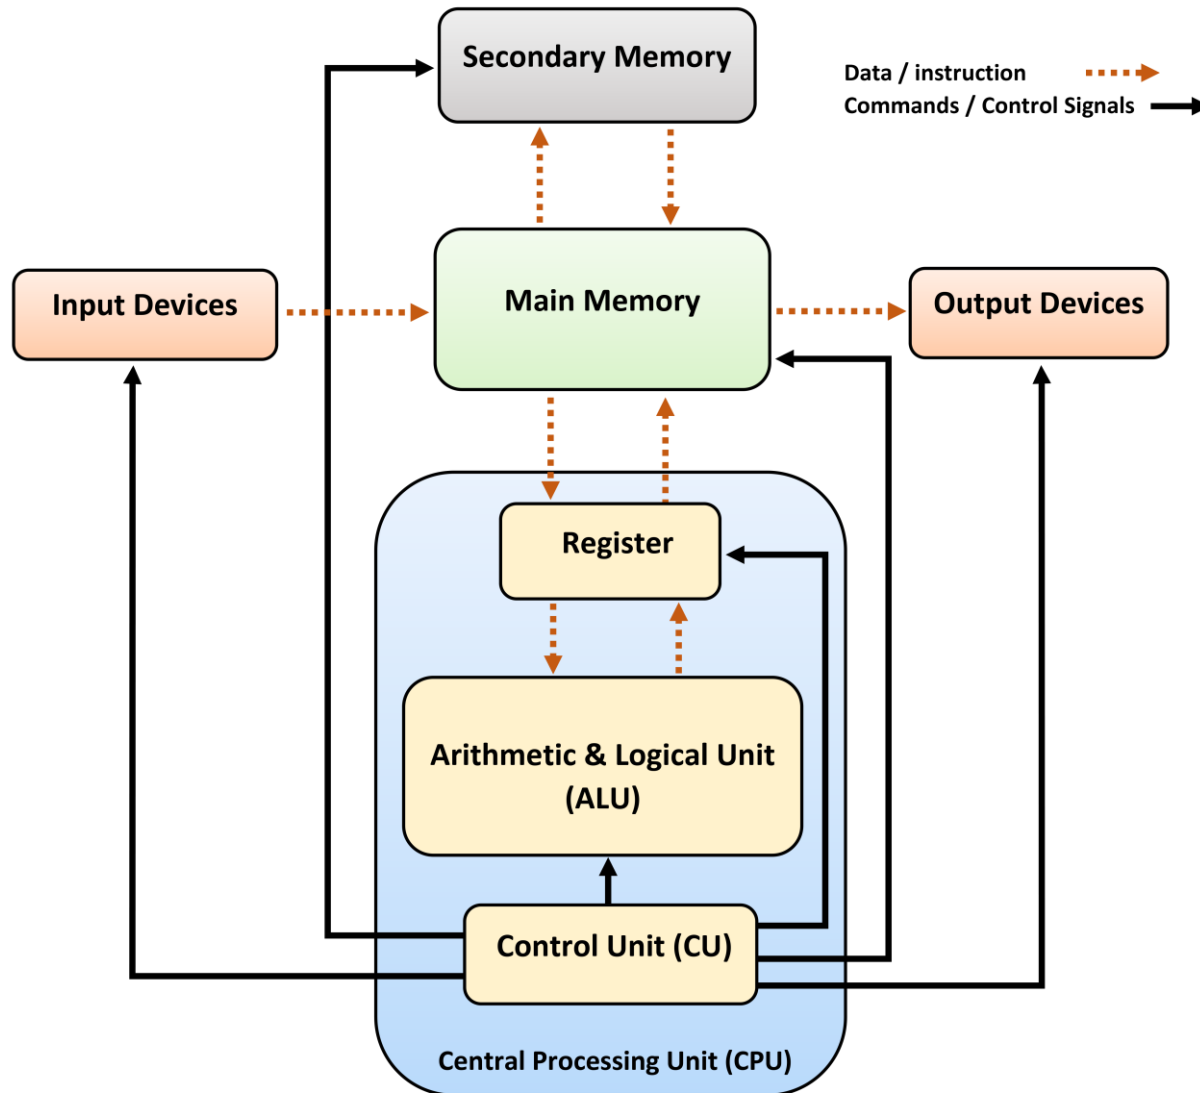 Secondary Memory
Data / instruction
Commands / Control Signals
Input Devices
Main Memory
Output Devices
Register
Arithmetic & Logical Unit
(ALU)
Control Unit (CU)
Central Processing Unit (CPU)